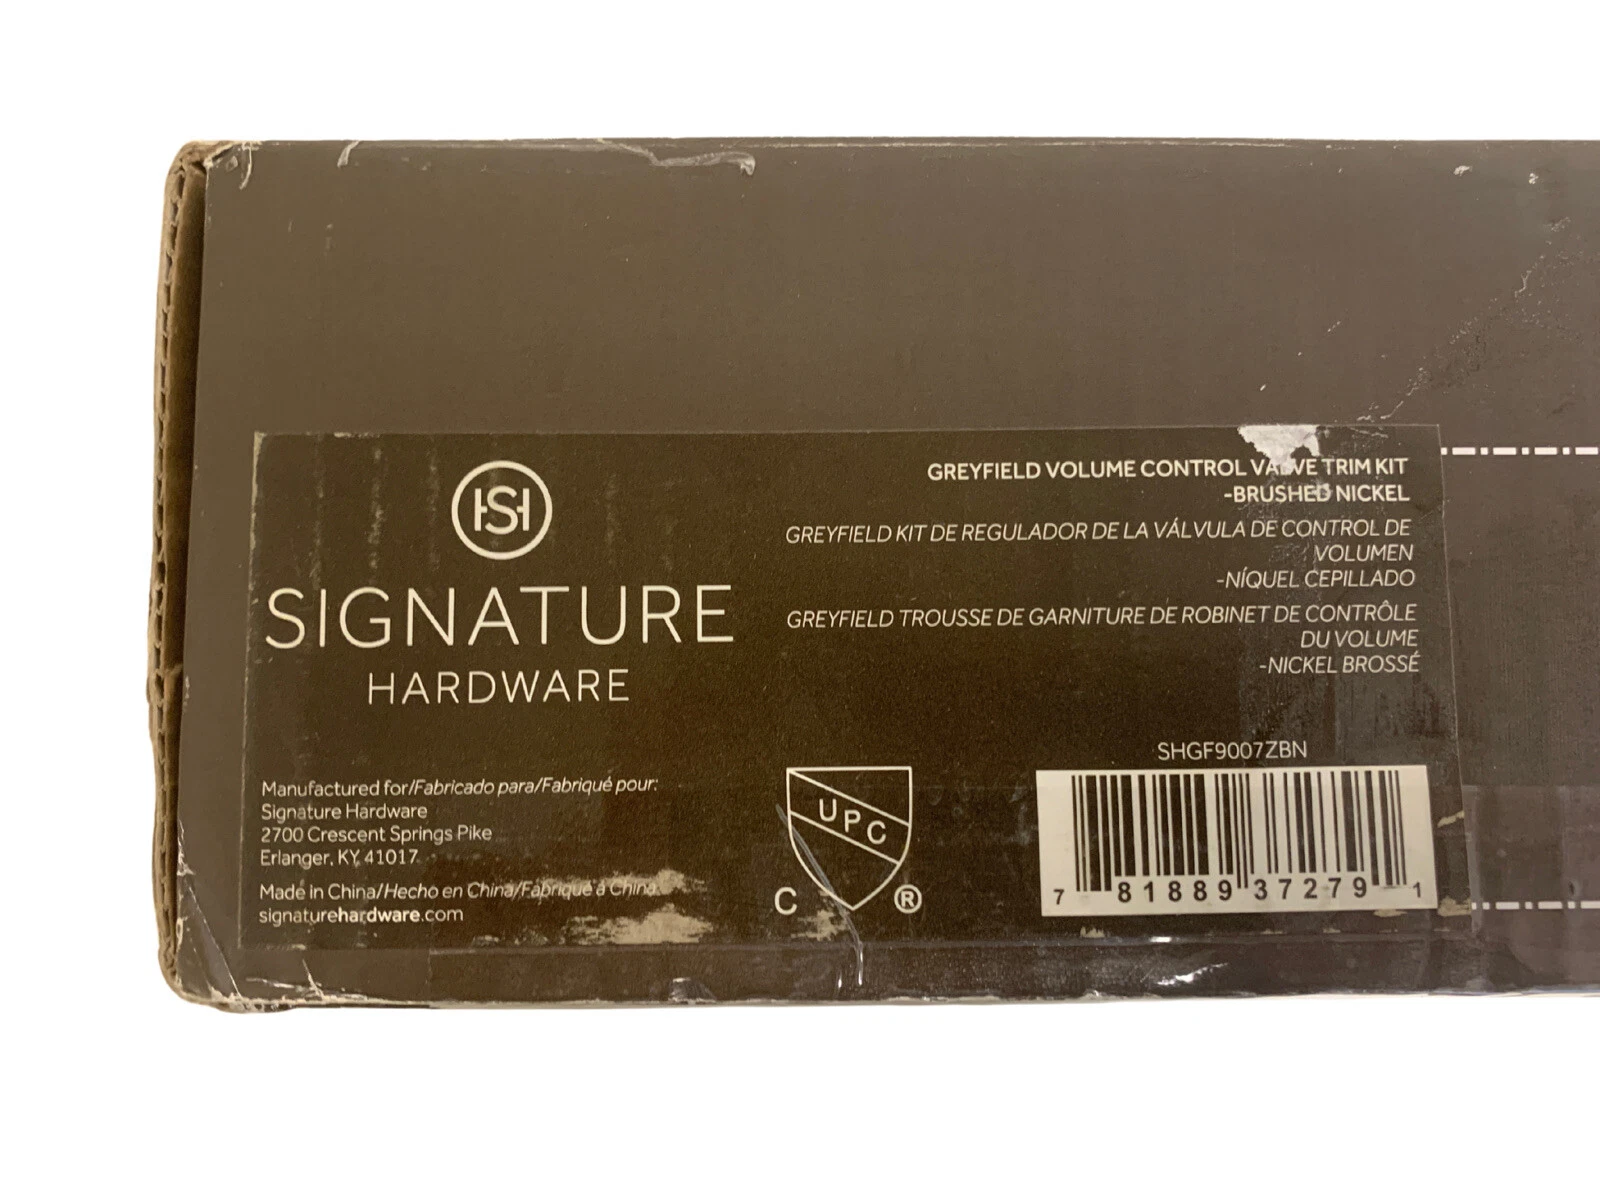 HSH
SIGNATURE
HARDWARE
GREYFIELD VOLUME CONTROL VALVE TRIM KIT
-BRUSHED NICKEL
GREYFIELD KIT DE REGULADOR DE LA VÁLVULA DE CONTROL DE
VOLUMEN
-NÍQUEL CEPILLADO
GREYFIELD TROUSSE DE GARNITURE DE ROBINET DE CONTRÔLE
DU VOLUME
-NICKEL BROSSÉ
Manufactured for/Fabricado para/Fabriqué pour:
Signature Hardware
2700 Crescent Springs Pike
Erlanger, KY 41017
Made in China/Hecho en China/Fabriqué à China
signaturehardware.com
UPC
C ®
SHGF9007ZBN
7 81889 37279 1